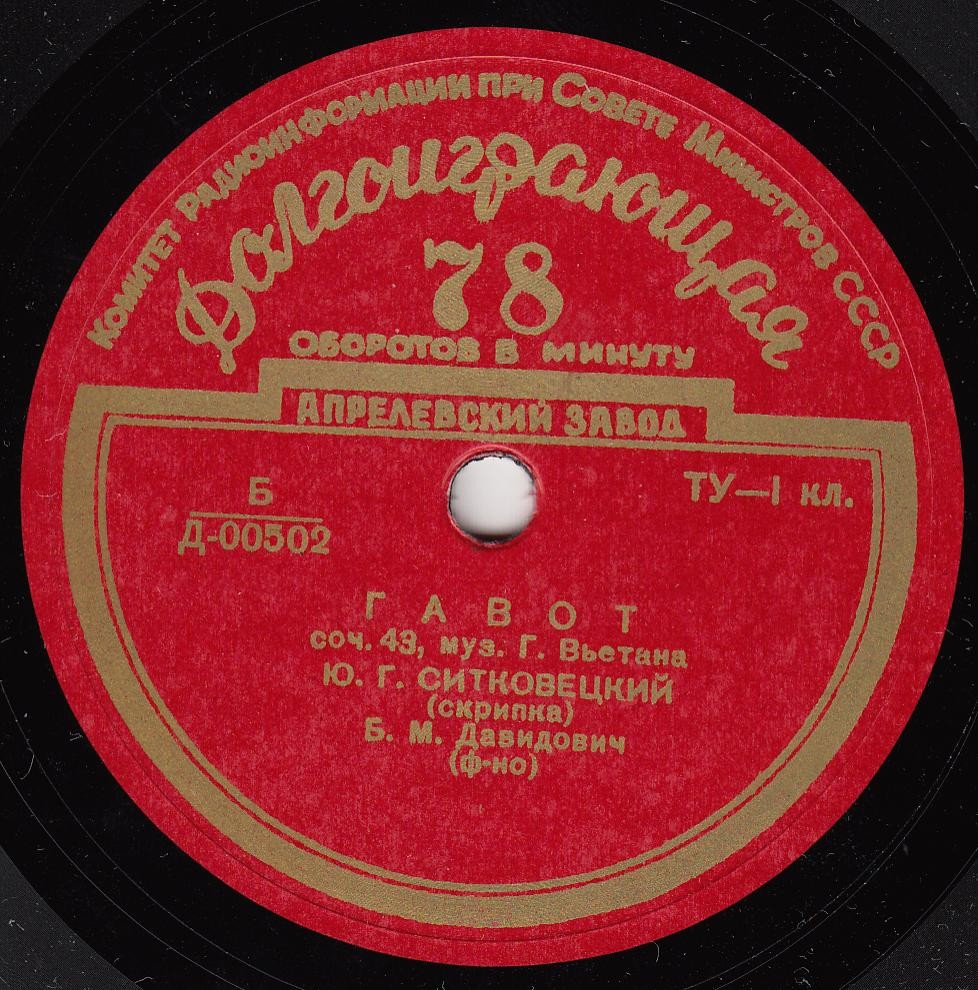 Комитет Радиоинформации при Совете Министров СССР
Долгоиграющая
78
ОБОРОТОВ В МИНУТУ
АПРЕЛЕВСКИЙ ЗАВОД
Б
Д-00502
ТУ—I кл.
ГАВОТ
соч. 43, муз. Г. Вьетана
Ю. Г. СИТКОВЕЦКИЙ
(скрипка)
Б. М. Давидович
(ф-но)